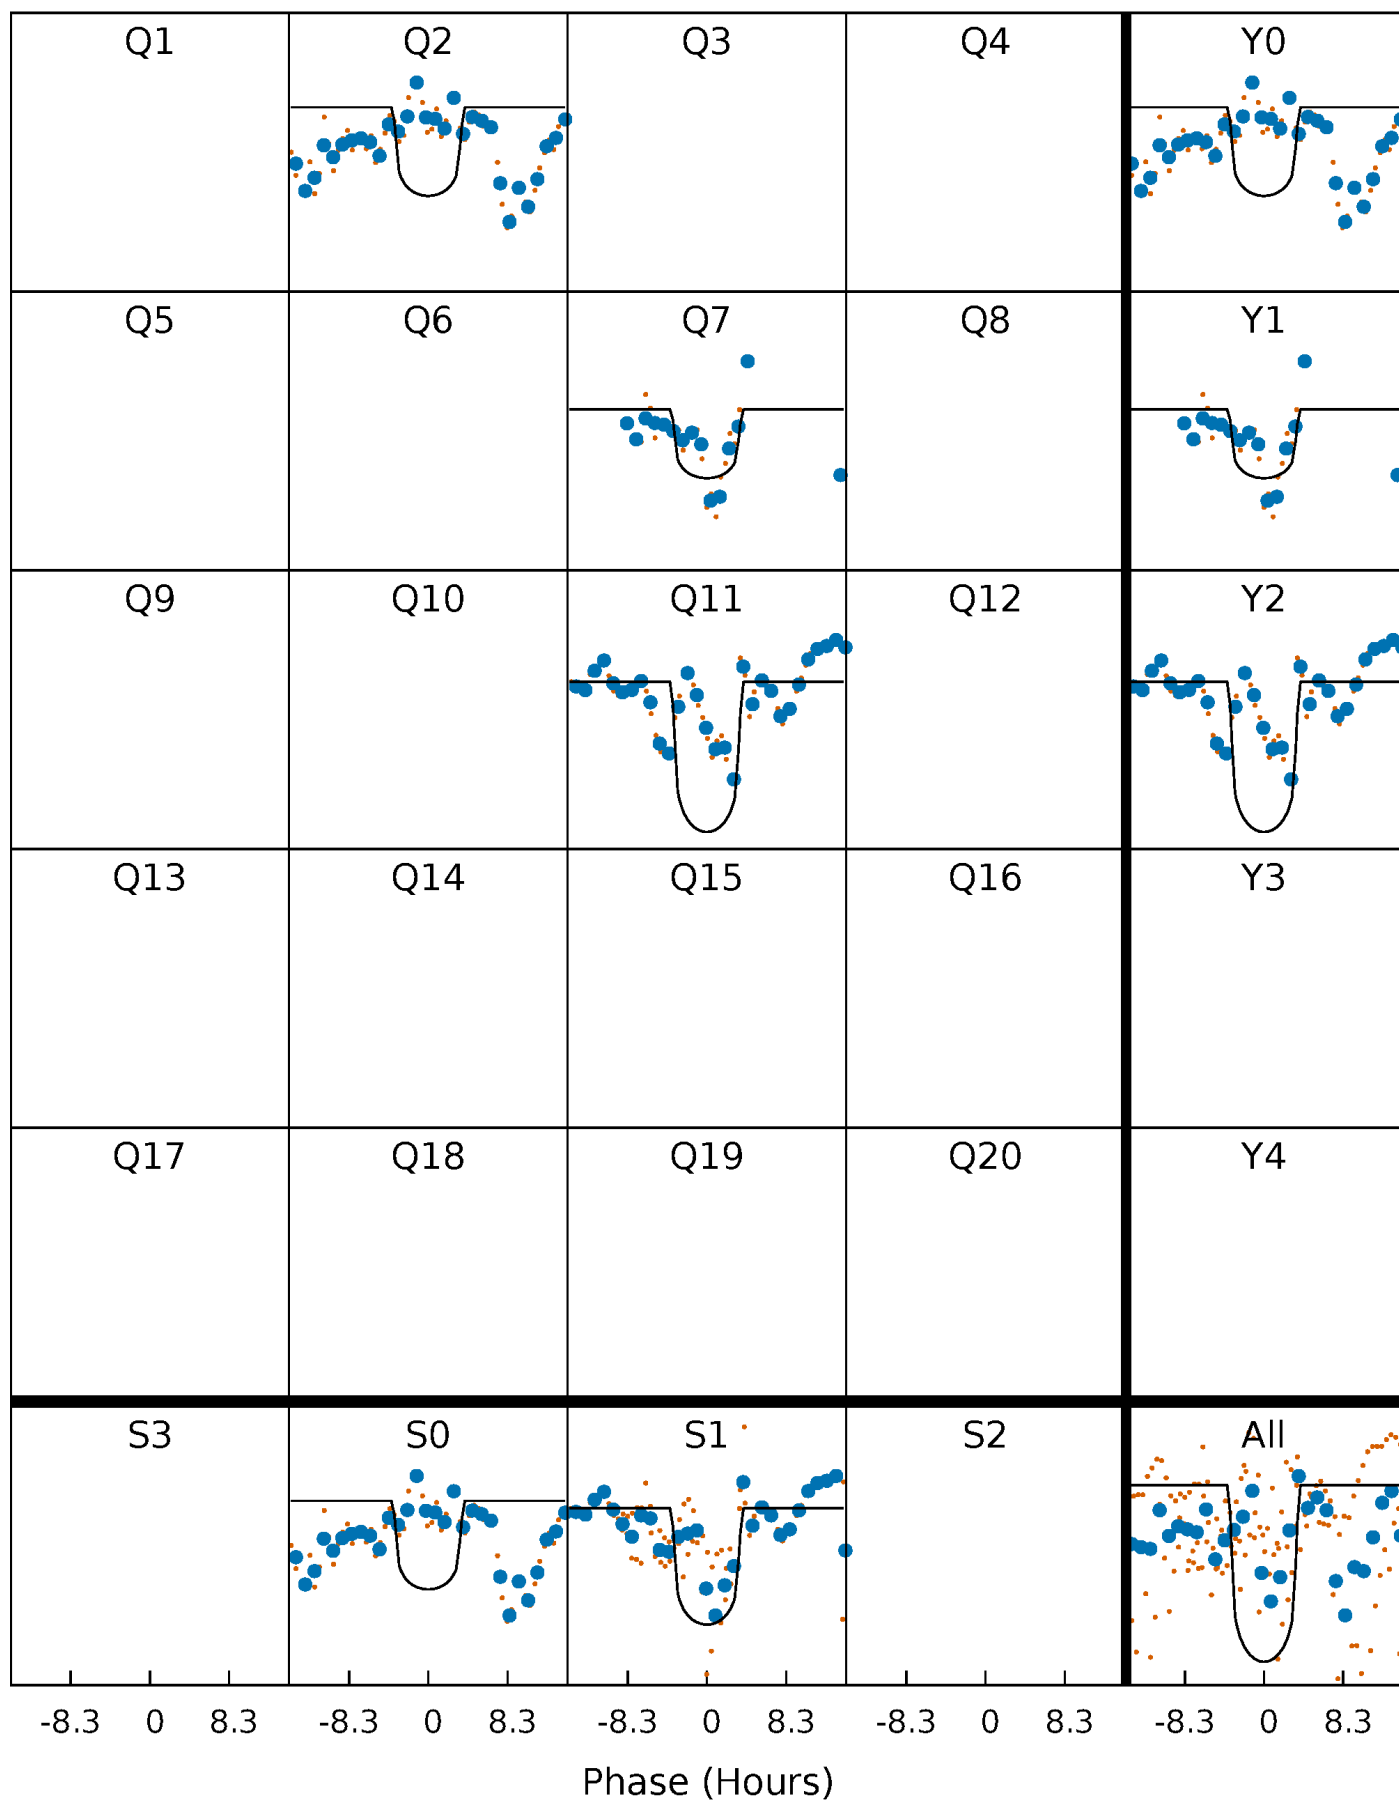 Q1 Q2 Q3 Q4 Y0
Q5 Q6 Q7 Q8 Y1
Q9 Q10 Q11 Q12 Y2
Q13 Q14 Q15 Q16 Y3
Q17 Q18 Q19 Q20 Y4
S3 S0 S1 S2 All
-8.3 0 8.3 -8.3 0 8.3 -8.3 0 8.3 -8.3 0 8.3 -8.3 0 8.3
Phase (Hours)